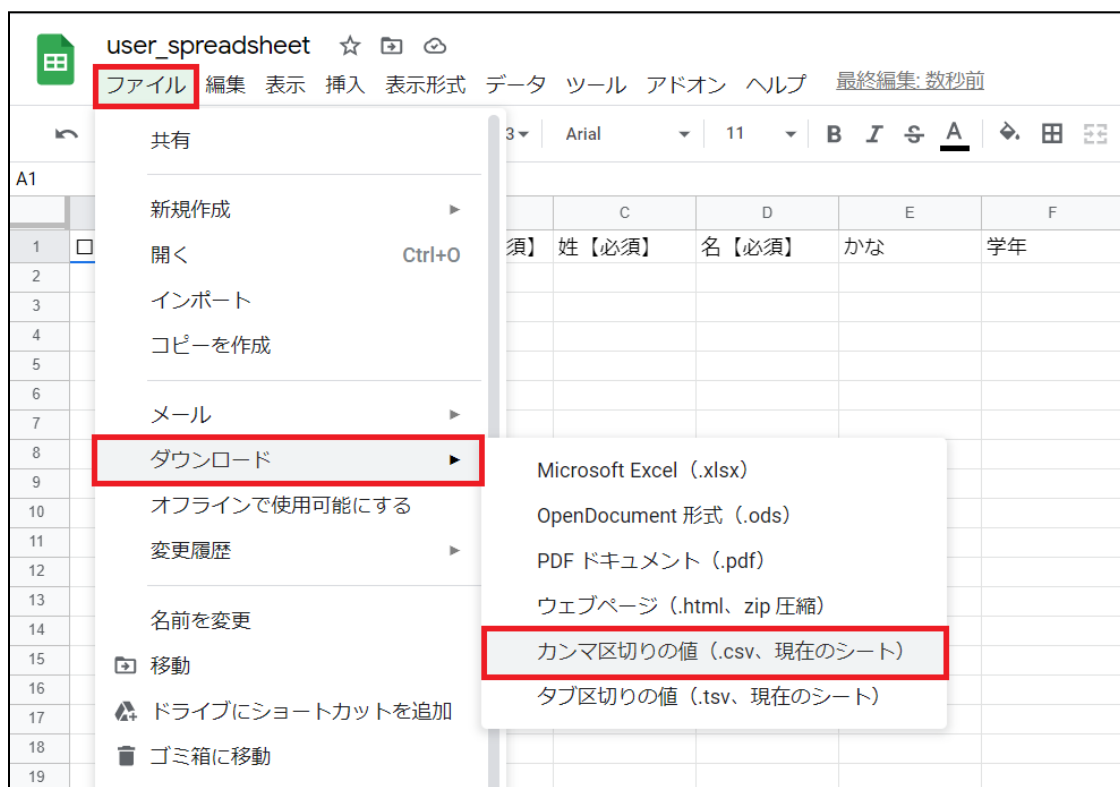 user_spreadsheet
ファイル 編集 表示 挿入 表示形式 データ ツール アドオン ヘルプ 最終編集: 数秒前
Arial 11 B I S A
A1
C D E F
1 須】 姓【必須】 名【必須】 かな 学年
2
3
4
5
6
7
8
9
10
11
12
13
14
15
16
17
18
19
共有
新規作成
開く Ctrl+O
インポート
コピーを作成
メール
ダウンロード
オフラインで使用可能にする
変更履歴
名前を変更
移動
ドライブにショートカットを追加
ゴミ箱に移動
Microsoft Excel（.xlsx）
OpenDocument 形式（.ods）
PDF ドキュメント（.pdf）
ウェブページ（.html、zip 圧縮）
カンマ区切りの値（.csv、現在のシート）
タブ区切りの値（.tsv、現在のシート）